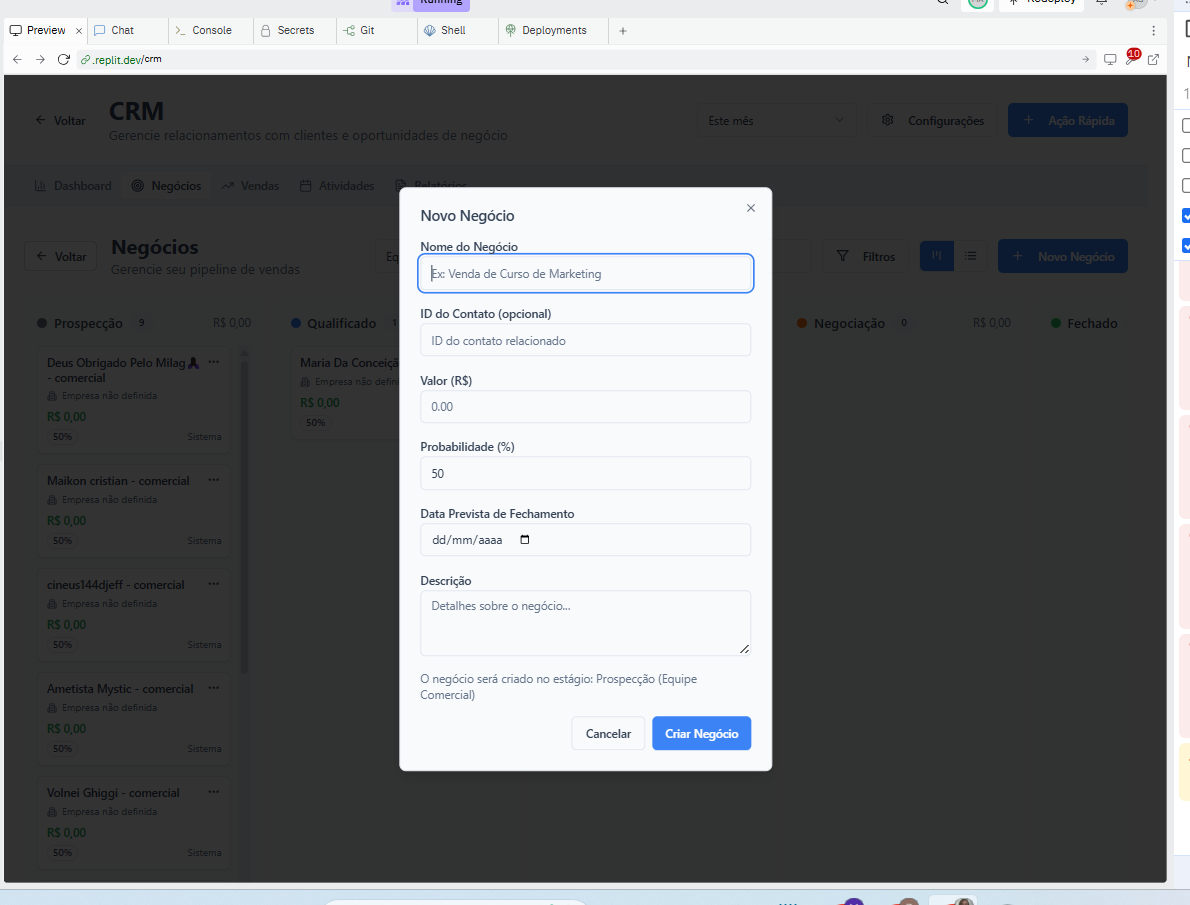 Running
Redeploy
Preview
Chat
Console
Secrets
Git
Shell
Deployments
.replit.dev/crm
10
Voltar
CRM
Gerencie relacionamentos com clientes e oportunidades de negócio
Este mês
Configurações
Ação Rápida
Dashboard
Negócios
Vendas
Atividades
Relatórios
Voltar
Negócios
Gerencie seu pipeline de vendas
Eq
Filtros
Novo Negócio
Prospecção 9 R$ 0,00
Qualificado 1
Negociação 0 R$ 0,00
Fechado
Deus Obrigado Pelo Milag
- comercial
Empresa não definida
R$ 0,00
50% Sistema
Maikon cristian - comercial
Empresa não definida
R$ 0,00
50% Sistema
cineus144djeff - comercial
Empresa não definida
R$ 0,00
50% Sistema
Ametista Mystic - comercial
Empresa não definida
R$ 0,00
50% Sistema
Volnei Ghiggi - comercial
Empresa não definida
R$ 0,00
50% Sistema
Maria Da Conceiçã
Empresa não defin
R$ 0,00
50%
Novo Negócio
Nome do Negócio
Ex: Venda de Curso de Marketing
ID do Contato (opcional)
ID do contato relacionado
Valor (R$)
0.00
Probabilidade (%)
50
Data Prevista de Fechamento
dd/mm/aaaa
Descrição
Detalhes sobre o negócio...
O negócio será criado no estágio: Prospecção (Equipe
Comercial)
Cancelar
Criar Negócio